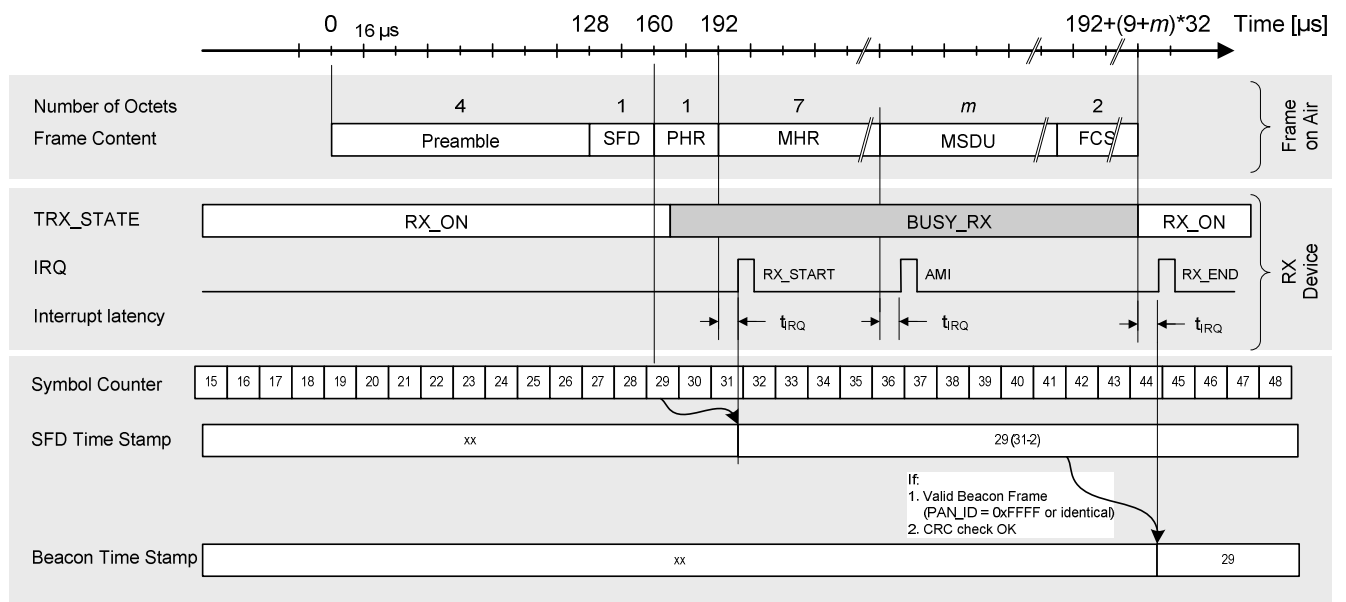 0 16 µs 128 160 192 192+(9+m)*32 Time [µs]
Number of Octets 4 1 1 7 m 2
Frame Content Preamble SFD PHR MHR MSDU FCS
Frame on Air
TRX_STATE RX_ON BUSY_RX RX_ON
IRQ RX_START AMI RX_END
Interrupt latency tIRQ tIRQ tIRQ
RX Device
Symbol Counter 15 16 17 18 19 20 21 22 23 24 25 26 27 28 29 30 31 32 33 34 35 36 37 38 39 40 41 42 43 44 45 46 47 48
SFD Time Stamp xx 29 (31-2)
If:
1. Valid Beacon Frame
(PAN_ID = 0xFFFF or identical)
2. CRC check OK
Beacon Time Stamp xx 29